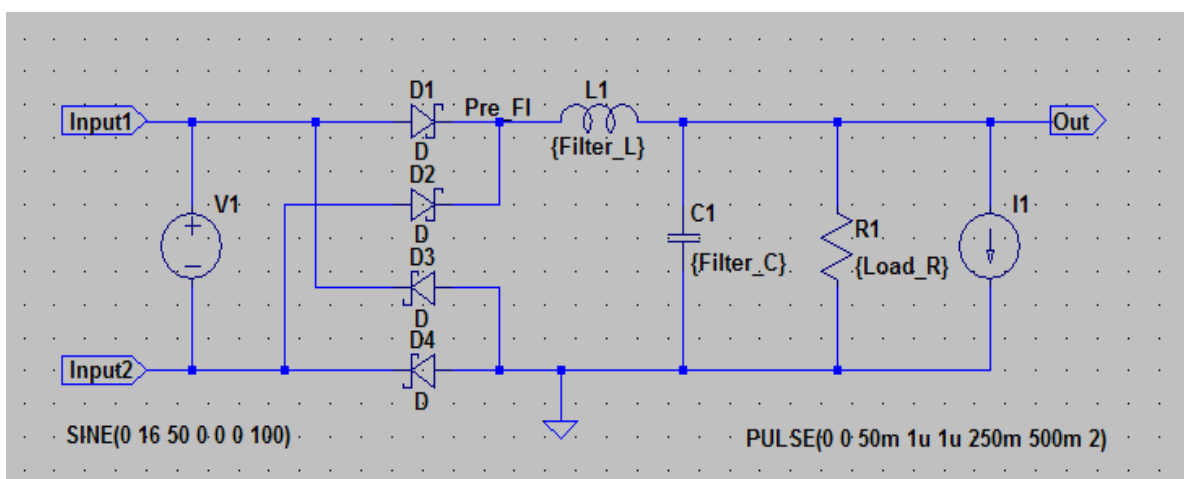 D1
L1
Input1
Pre_Fl
Out
D
{Filter_L}
D2
V1
I1
C1
R1
D
{Filter_C}
{Load_R}
D3
D
D4
Input2
D
SINE(0 16 50 0 0 0 100)
PULSE(0 0 50m 1u 1u 250m 500m 2)